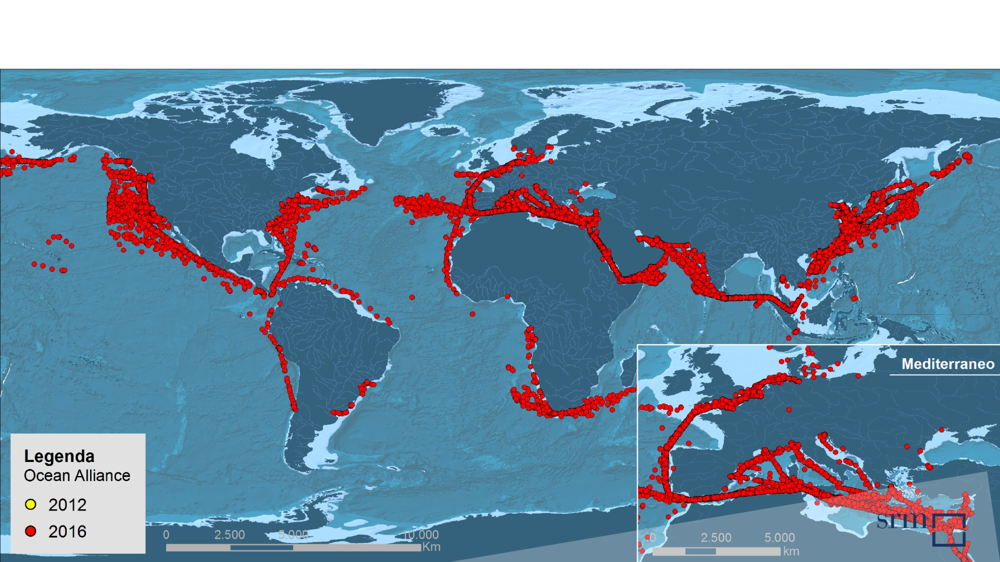 Mediterraneo
Legenda
Ocean Alliance
2012
2016
0 2.500 5.000 10.000
Km
0 2.500 5.000
km
srm